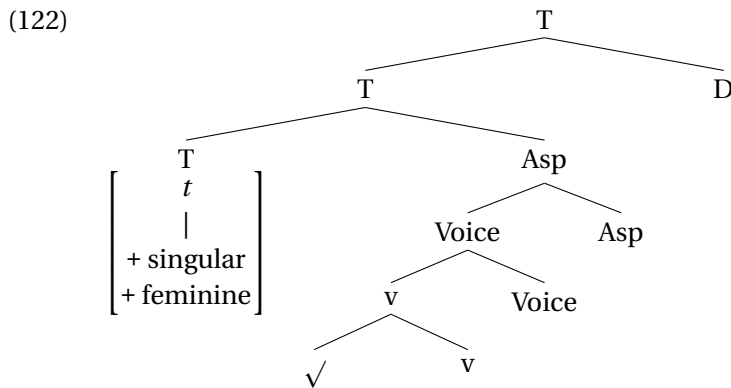 (122)
T
T D
T Asp
t
|
+ singular
+ feminine
Voice Asp
v Voice
√ v